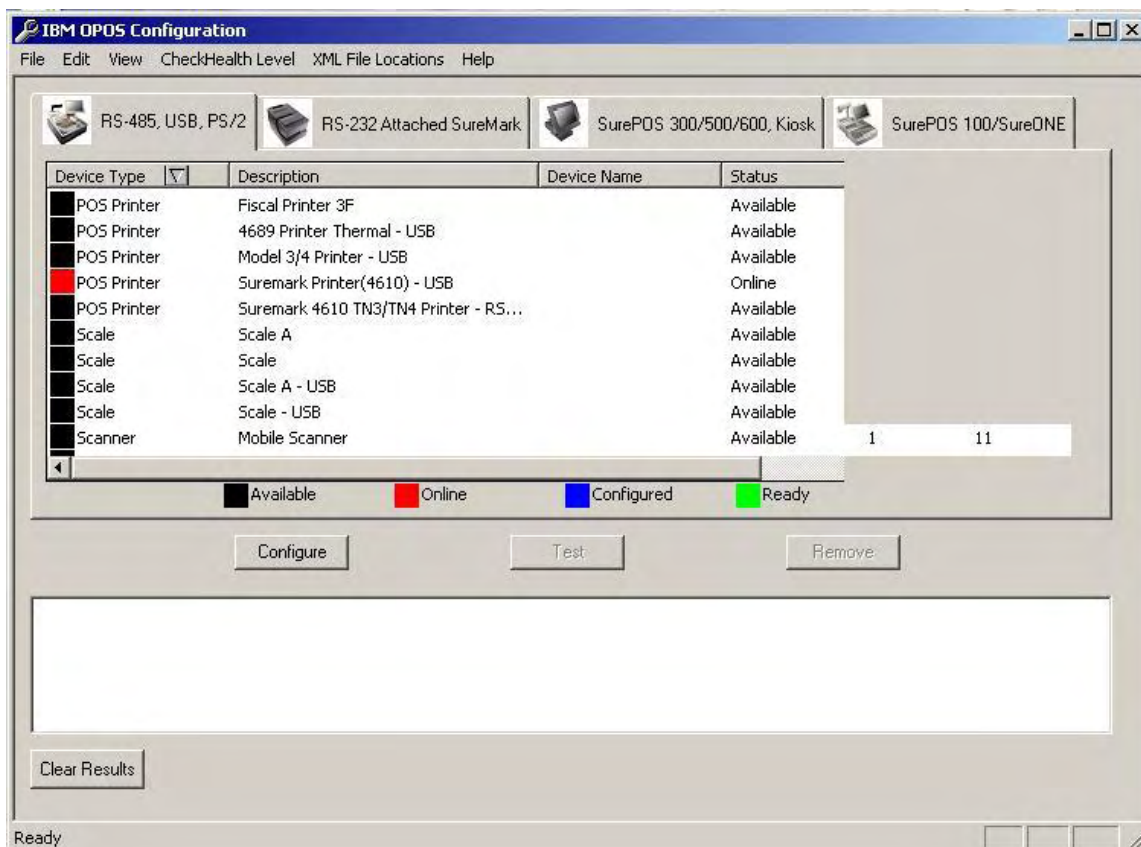 IBM OPOS Configuration
File Edit View CheckHealth Level XML File Locations Help
RS-485, USB, PS/2 RS-232 Attached SureMark SurePOS 300/500/600, Kiosk SurePOS 100/SureONE
Device Type Description Device Name Status
POS Printer Fiscal Printer 3F Available
POS Printer 4689 Printer Thermal - USB Available
POS Printer Model 3/4 Printer - USB Available
POS Printer Suremark Printer(4610) - USB Online
POS Printer Suremark 4610 TN3/TN4 Printer - RS... Available
Scale Scale A Available
Scale Scale Available
Scale Scale A - USB Available
Scale Scale - USB Available
Scanner Mobile Scanner Available 1 11
Available Online Configured Ready
Configure Test Remove
Clear Results
Ready